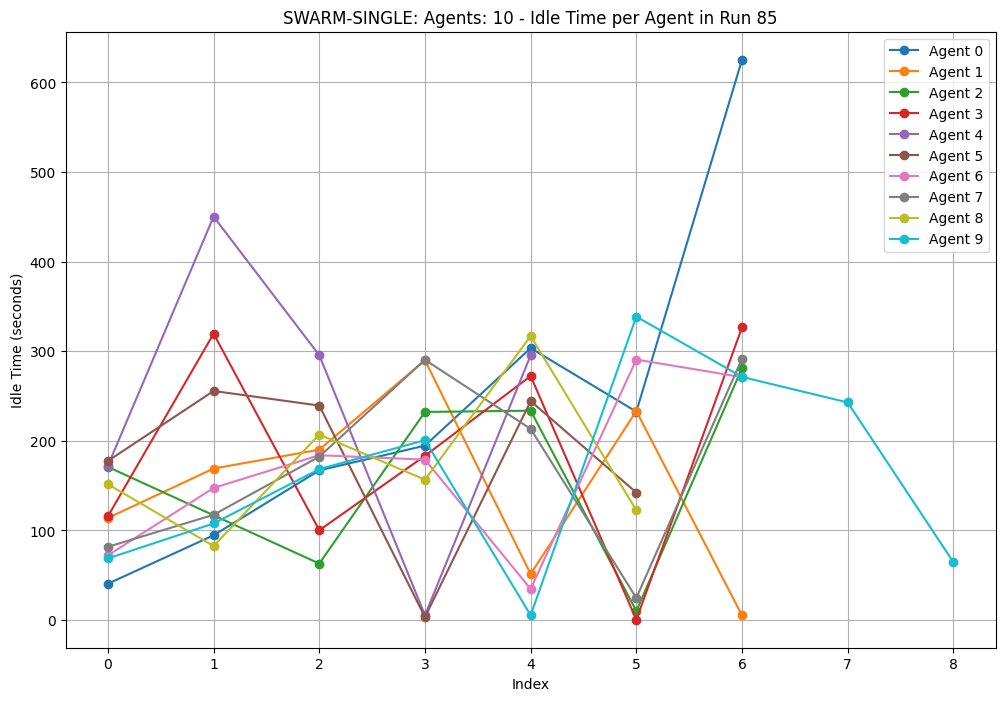 SWARM-SINGLE: Agents: 10 - Idle Time per Agent in Run 85
Idle Time (seconds)
600
500
400
300
200
100
0
0 1 2 3 4 5 6 7 8
Index
Agent 0
Agent 1
Agent 2
Agent 3
Agent 4
Agent 5
Agent 6
Agent 7
Agent 8
Agent 9